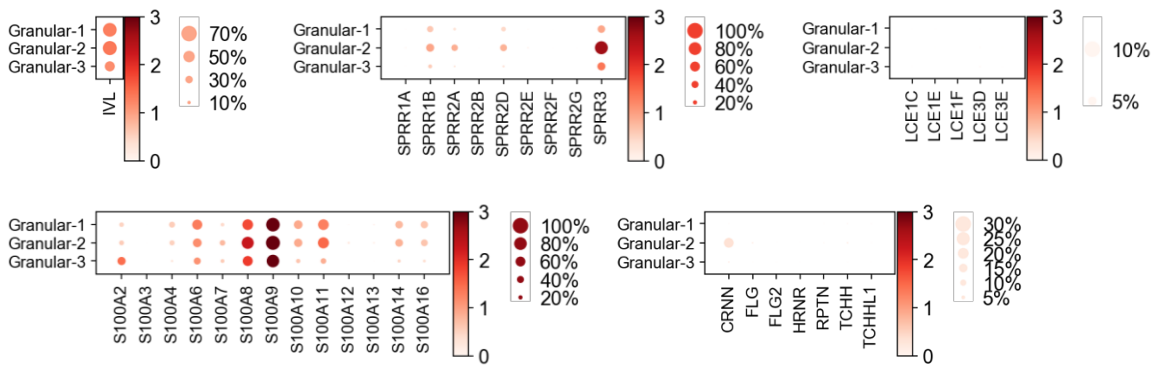 Granular-1
Granular-2
Granular-3
IVL
3
2
1
0
70%
50%
30%
10%
Granular-1
Granular-2
Granular-3
SPRR1A
SPRR1B
SPRR2A
SPRR2B
SPRR2D
SPRR2E
SPRR2F
SPRR2G
SPRR3
3
2
1
0
100%
80%
60%
40%
20%
Granular-1
Granular-2
Granular-3
LCE1C
LCE1E
LCE1F
LCE3D
LCE3E
3
2
1
0
10%
5%
Granular-1
Granular-2
Granular-3
S100A2
S100A3
S100A4
S100A6
S100A7
S100A8
S100A9
S100A10
S100A11
S100A12
S100A13
S100A14
S100A16
3
2
1
0
100%
80%
60%
40%
20%
Granular-1
Granular-2
Granular-3
CRNN
FLG
FLG2
HRNR
RPTN
TCHH
TCHHL1
3
2
1
0
30%
25%
20%
15%
10%
5%